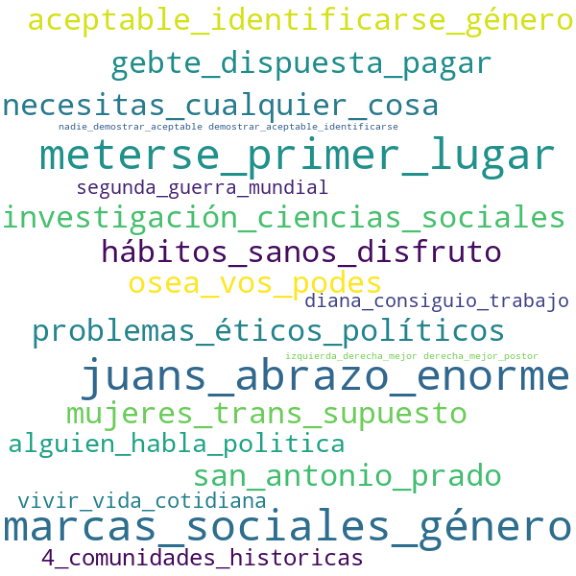 aceptable_identificarse_género
gebte_dispuesta_pagar
necesitas_cualquier_cosa
nadie_demostrar_aceptable demostrar_aceptable_identificarse
meterse_primer_lugar
segunda_guerra_mundial
investigación_ciencias_sociales
hábitos_sanos_disfruto
osea_vos_podes
diana_consiguio_trabajo
problemas_éticos_políticos
izquierda_derecha_mejor derecha_mejor_postor
juans_abrazo_enorme
mujeres_trans_supuesto
alguien_habla_politica
san_antonio_prado
vivir_vida_cotidiana
marcas_sociales_género
4_comunidades_historicas